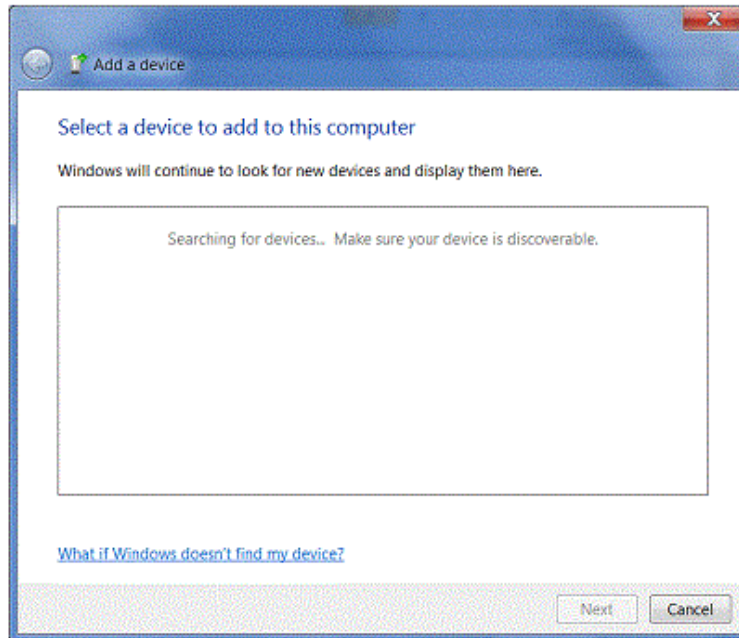 Add a device
Select a device to add to this computer
Windows will continue to look for new devices and display them here.
Searching for devices.. Make sure your device is discoverable.
What if Windows doesn't find my device?
Next Cancel